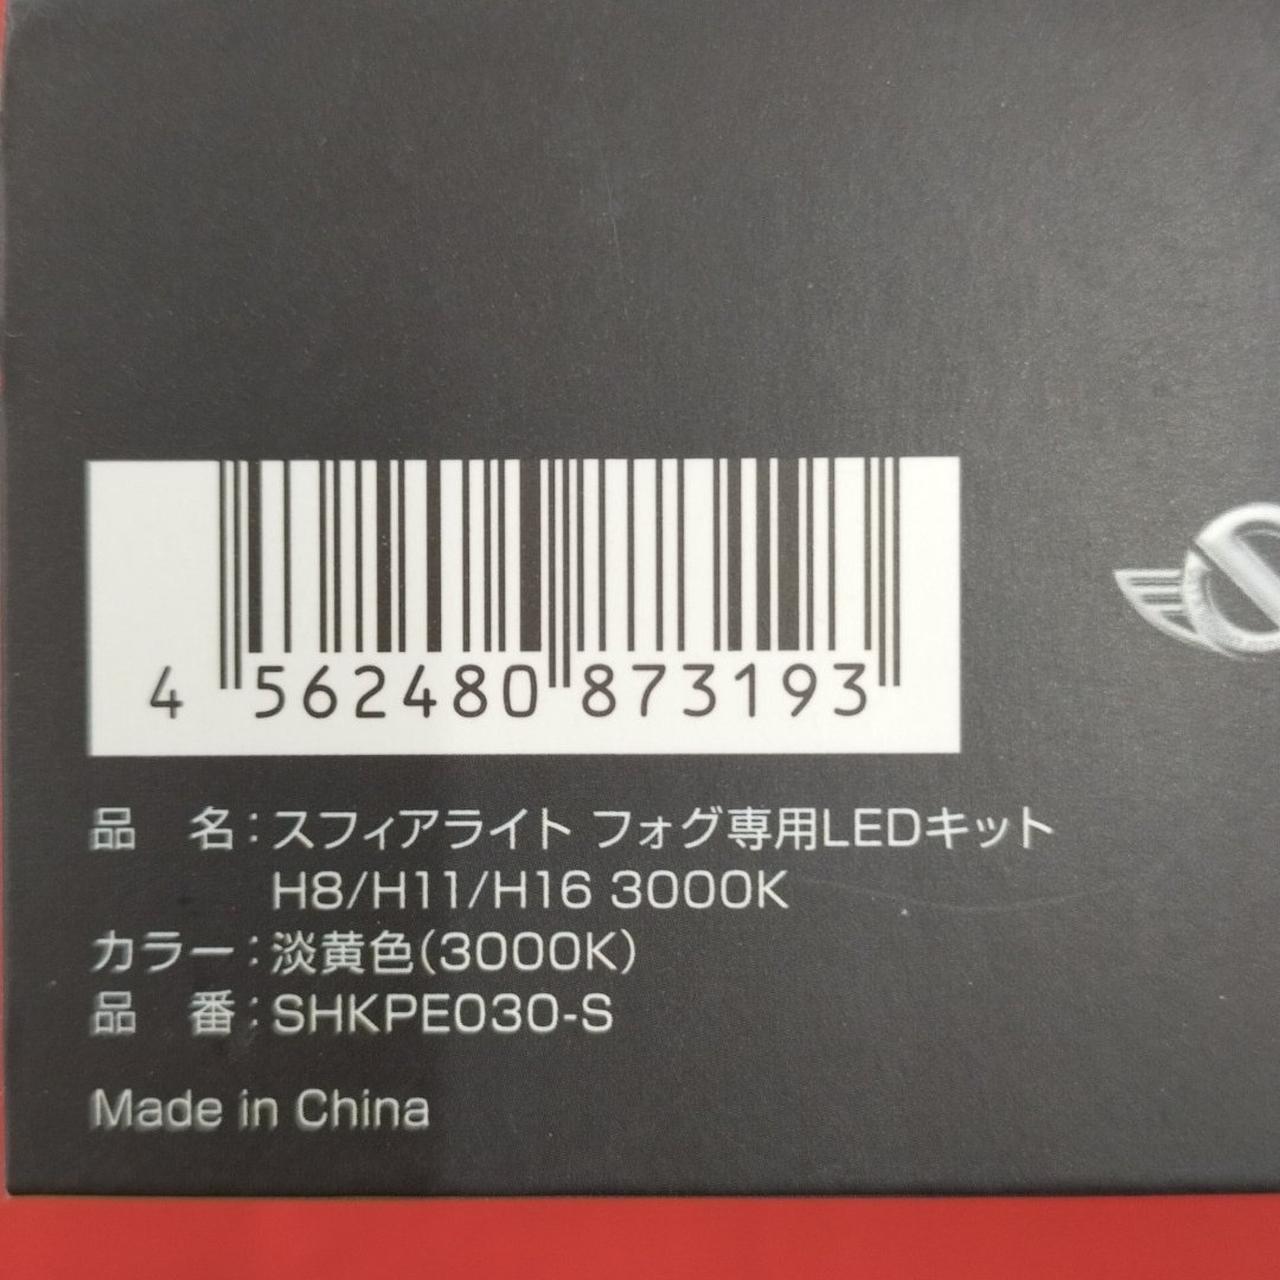 4 562480 873193
品 名:スフィアライト フォグ専用LEDキット
H8/H11/H16 3000K
カラー:淡黄色(3000K)
品 番:SHKPE030-S
Made in China